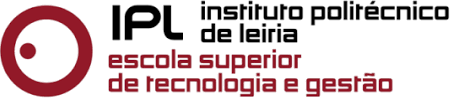 IPL instituto politécnico
de leiria
escola superior
de tecnologia e gestão